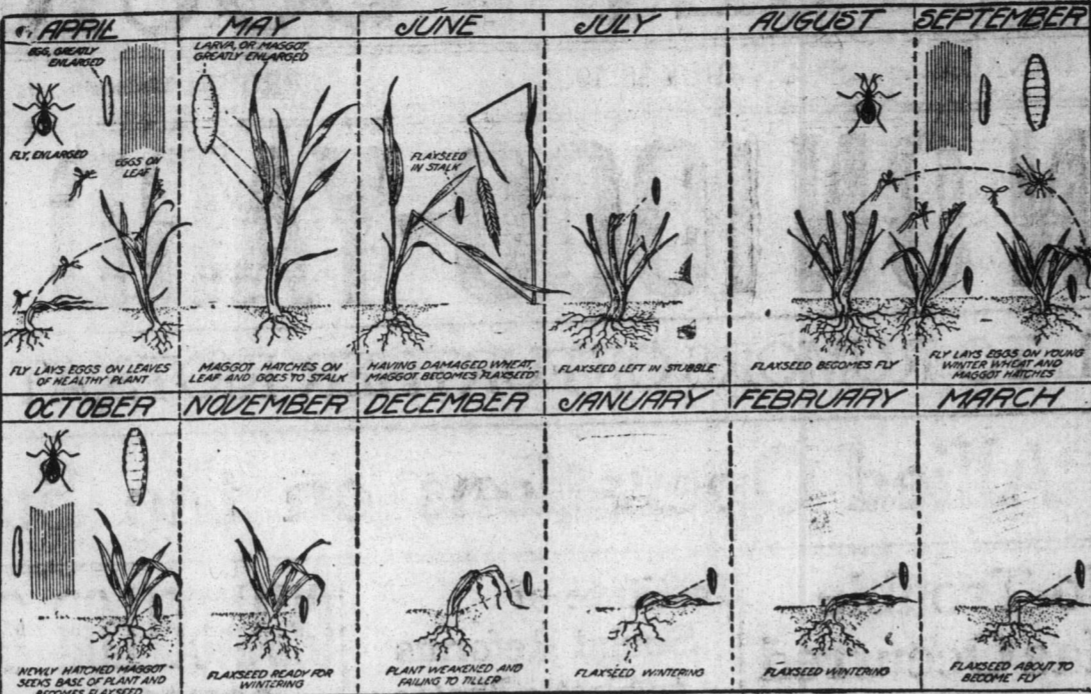 APRIL
MAY
JUNE
JULY
AUGUST
SEPTEMBER
EGG, GREATLY
ENLARGED
FLY, ENLARGED
EGGS ON
LEAF
LARVA, OR MAGGOT,
GREATLY ENLARGED
FLAXSEED
IN STALK
FLY LAYS EGGS ON LEAVES
OF HEALTHY PLANT
MAGGOT HATCHES ON
LEAF AND GOES TO STALK
HAVING DAMAGED WHEAT,
MAGGOT BECOMES FLAXSEED
FLAXSEED LEFT IN STUBBLE
FLAXSEED BECOMES FLY
FLY LAYS EGGS ON YOUNG
WINTER WHEAT AND
MAGGOT HATCHES
OCTOBER
NOVEMBER
DECEMBER
JANUARY
FEBRUARY
MARCH
NEWLY HATCHED MAGGOT
SEEKS BASE OF PLANT AND
BECOMES FLAXSEED
FLAXSEED READY FOR
WINTERING
PLANT WEAKENED AND
FAILING TO TILLER
FLAXSEED WINTERING
FLAXSEED WINTERING
FLAXSEED ABOUT TO
BECOME FLY